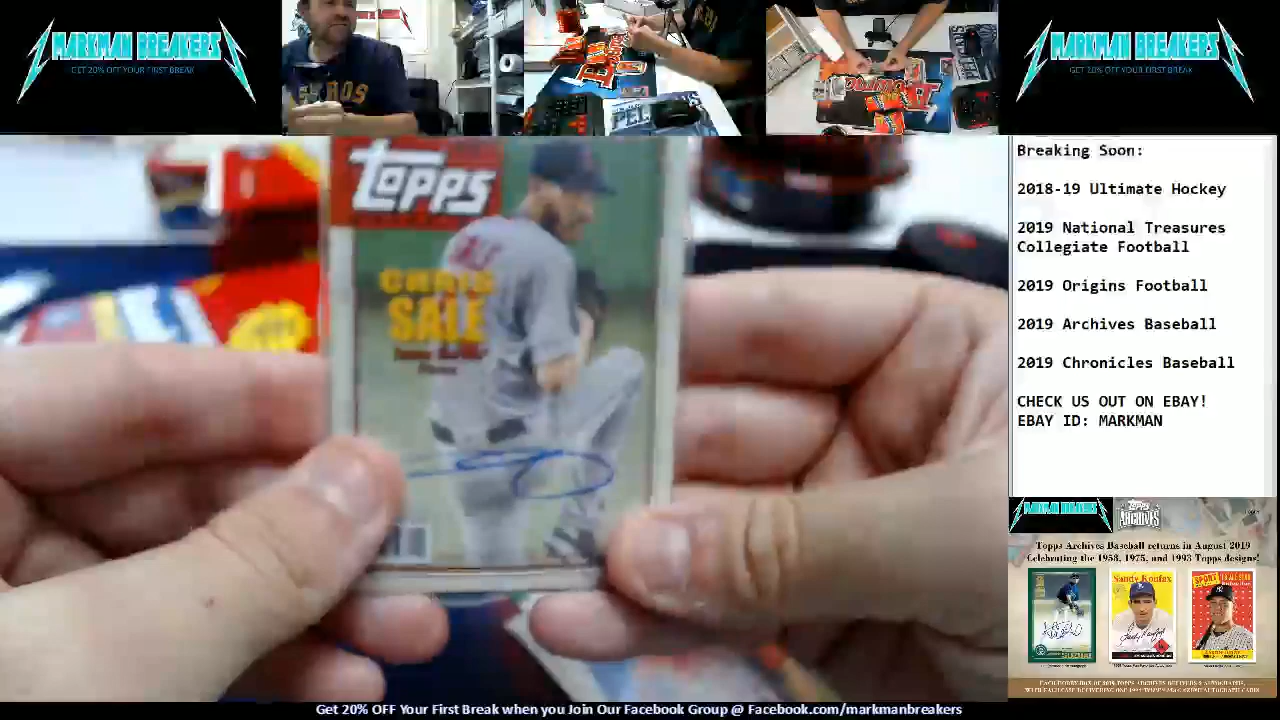 MARKMAN BREAKERS
GET 20% OFF YOUR FIRST BREAK
MARKMAN BREAKERS
GET 20% OFF YOUR FIRST BREAK
Breaking Soon:
2018-19 Ultimate Hockey
2019 National Treasures
Collegiate Football
2019 Origins Football
2019 Archives Baseball
2019 Chronicles Baseball
CHECK US OUT ON EBAY!
EBAY ID: MARKMAN
Topps
SALE
CHRIS
SALE
MARKMAN BREAKERS
TOPPS
ARCHIVES
Topps Archives Baseball returns in August 2019
Celebrating the 1958, 1975, and 1993 Topps designs!
Sandy Koufax
SPORT
Get 20% OFF Your First Break when you Join Our Facebook Group @ Facebook.com/markmanbreakers